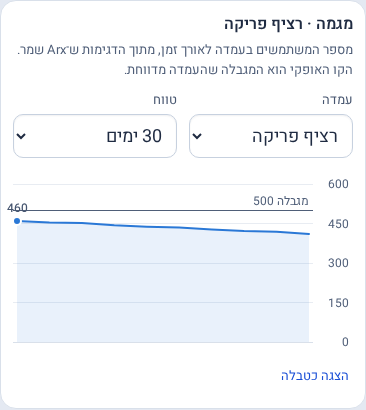 מגמה · רציף פריקה
מספר המשתמשים בעמדה לאורך זמן, מתוך הדגימות ש־Arx שמר.
הקו האופקי הוא המגבלה שהעמדה מדווחת.
עמדה
טווח
רציף פריקה
30 ימים
600
מגבלה 500
460
450
300
150
0
הצגה כטבלה